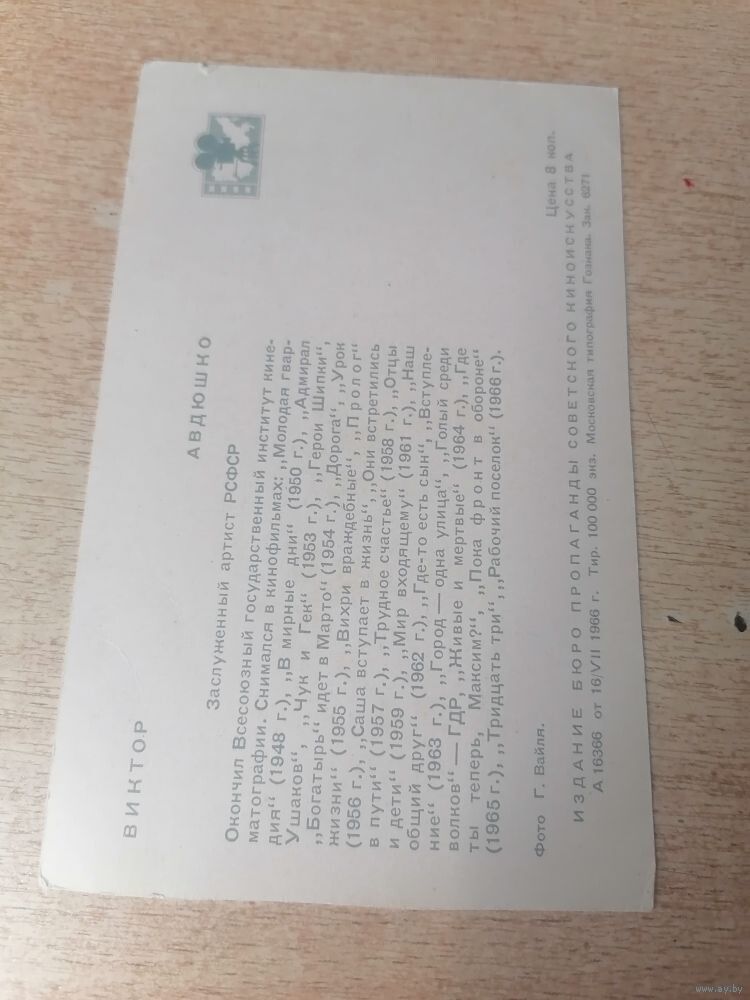 ВИКТОР
АВДЮШКО
Заслуженный артист РСФСР
Окончил Всесоюзный государственный институт кине-
матографии. Снимался в кинофильмах: „Молодая гвар-
дия“ (1948 г.), „В мирные дни“ (1950 г.), „Адмирал
Ушаков“, „Чук и Гек“ (1953 г.), „Герои Шипки“,
„Богатырь“ идет в Марто“ (1954 г.), „Дорога“, „Урок
жизни“ (1955 г.), „Вихри враждебные“, „Пролог“
(1956 г.), „Саша вступает в жизнь“, „Они встретились
в пути“ (1957 г.), „Трудное счастье“ (1958 г.), „Отцы
и дети“ (1959 г.), „Мир входящему“ (1961 г.), „Наш
общий друг“ (1962 г.), „Где-то есть сын“, „Вступле-
ние“ (1963 г.), „Город — одна улица“, „Голый среди
волков“ — ГДР, „Живые и мертвые“ (1964 г.), „Где
ты теперь, Максим?“, „Пока фронт в обороне“
(1965 г.), „Тридцать три“, „Рабочий поселок“ (1966 г.).
Фото Г. Вайля.
Цена 8 коп.
ИЗДАНИЕ БЮРО ПРОПАГАНДЫ СОВЕТСКОГО КИНОИСКУССТВА
А 16366 от 16/VII 1966 г. Тир. 100 000 экз. Московская типография Гознака. Зак. 6271
www.ay.by